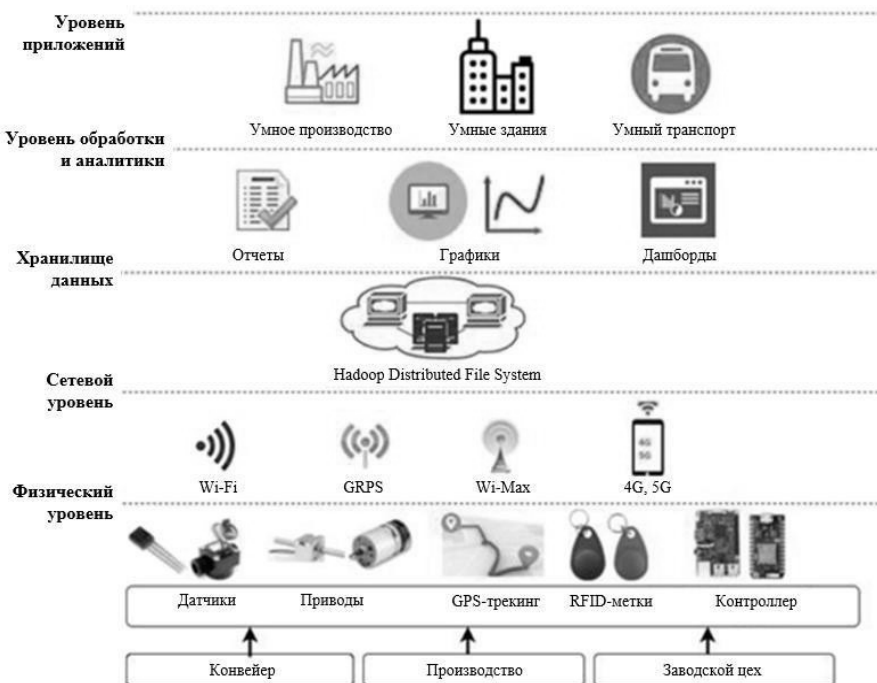 Уровень
приложений
Умное производство
Умные здания
Умный транспорт
Уровень обработки
и аналитики
Отчеты
Графики
Дашборды
Хранилище
данных
Hadoop Distributed File System
Сетевой
уровень
4G
5G
Wi-Fi
GRPS
Wi-Max
4G, 5G
Физический
уровень
Датчики
Приводы
GPS-трекинг
RFID-метки
Контроллер
Конвейер
Производство
Заводской цех